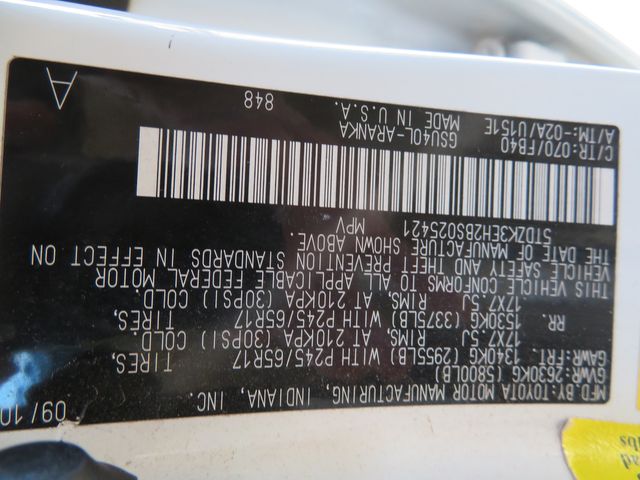 MFD BY: TOYOTA MOTOR MANUFACTURING, INDIANA, INC. 09/10
GVWR: 2630KG (5800LB)
GAWR:FRT: 1340KG (2955LB) WITH P245/65R17 TIRES,
17X7.5J RIMS, AT 210KPA (30PSI) COLD.
RR. 1530KG (3375LB) WITH P245/65R17 TIRES,
17X7.5J RIMS, AT 210KPA (30PSI) COLD.
THIS VEHICLE CONFORMS TO ALL APPLICABLE FEDERAL MOTOR
VEHICLE SAFETY AND THEFT PREVENTION STANDARDS IN EFFECT ON
THE DATE OF MANUFACTURE SHOWN ABOVE.
5TDZK3EH2BS025421 MPV
C/TR:070/FB40 GSU40L-ARANKA
A/TM:-02A/U151E MADE IN U.S.A. 848
A